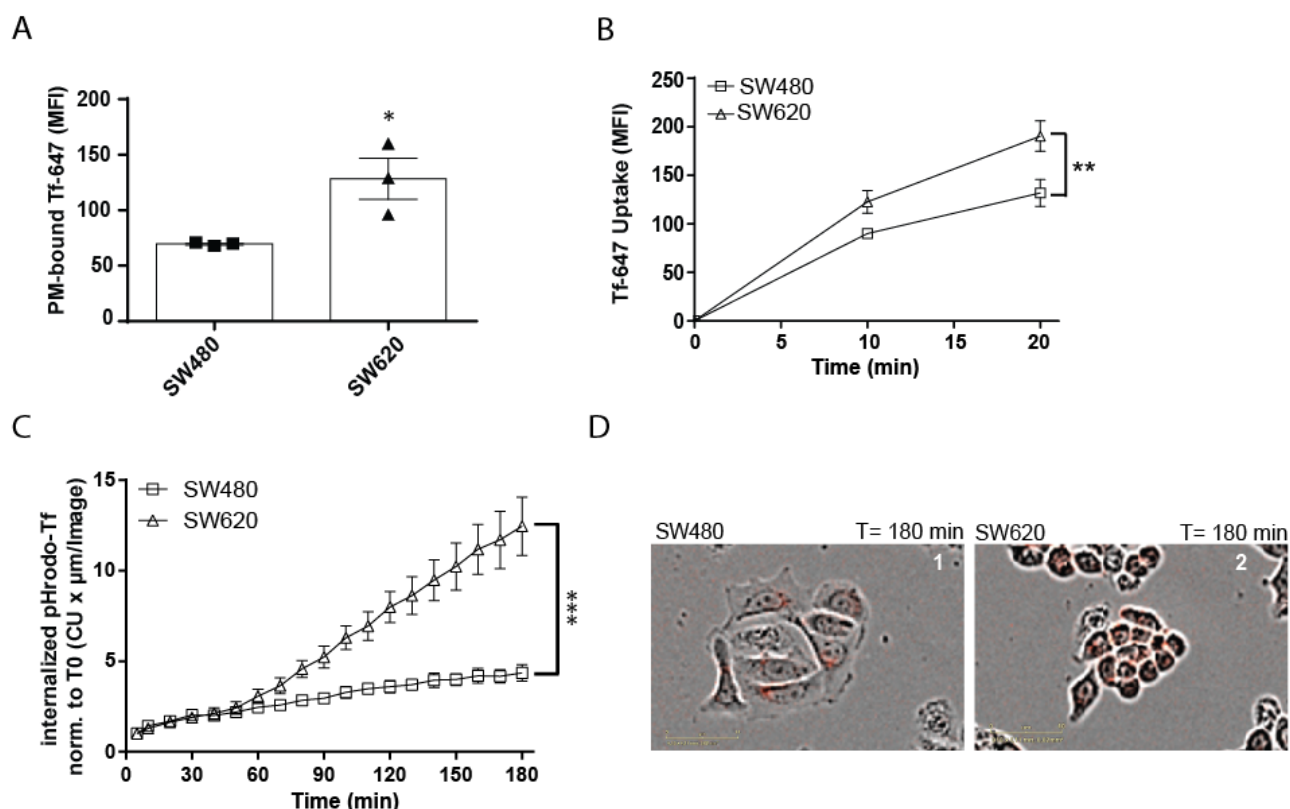 A
PM-bound Tf-647 (MFI)
200
150
100
50
0
*
SW480
SW620
B
Tf-647 Uptake (MFI)
250
200
150
100
50
0
SW480
SW620
**
0 5 10 15 20
Time (min)
C
internalized pHrodo-Tf
norm. to T0 (CU x µm/Image)
15
10
5
0
SW480
SW620
***
0 30 60 90 120 150 180
Time (min)
D
SW480 T= 180 min
1
SW620 T= 180 min
2